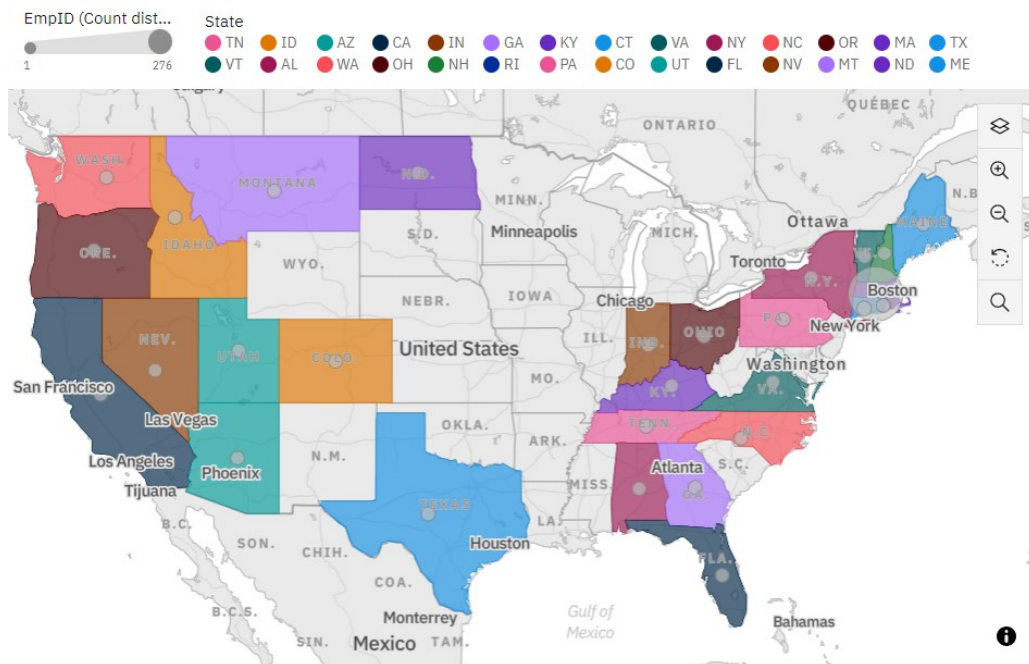 EmpID (Count dist...
1 276
State
TN ID AZ CA IN GA KY CT VA NY NC OR MA TX
VT AL WA OH NH RI PA CO UT FL NV MT ND ME
QUÉBEC
ONTARIO
WASH.
MONTANA
N.D.
MINN.
N.B.
MAINE
Ottawa
ORE.
IDAHO
S.D.
Minneapolis
MICH.
VT.
WYO.
Toronto
N.Y.
Boston
NEBR.
IOWA
Chicago
PA.
New York
NEV.
UTAH
COLO
United States
ILL.
IND.
OHIO
Washington
San Francisco
MO.
KY.
VA.
Las Vegas
OKLA.
TENN.
N.C.
ARK.
Los Angeles
Phoenix
N.M.
Atlanta
S.C.
Tijuana
MISS.
GA.
B.C.
TEXAS
LA.
SON.
CHIH.
Houston
FLA.
COA.
B.C.S.
Monterrey
Gulf of
Mexico
Bahamas
SIN.
Mexico
TAM.